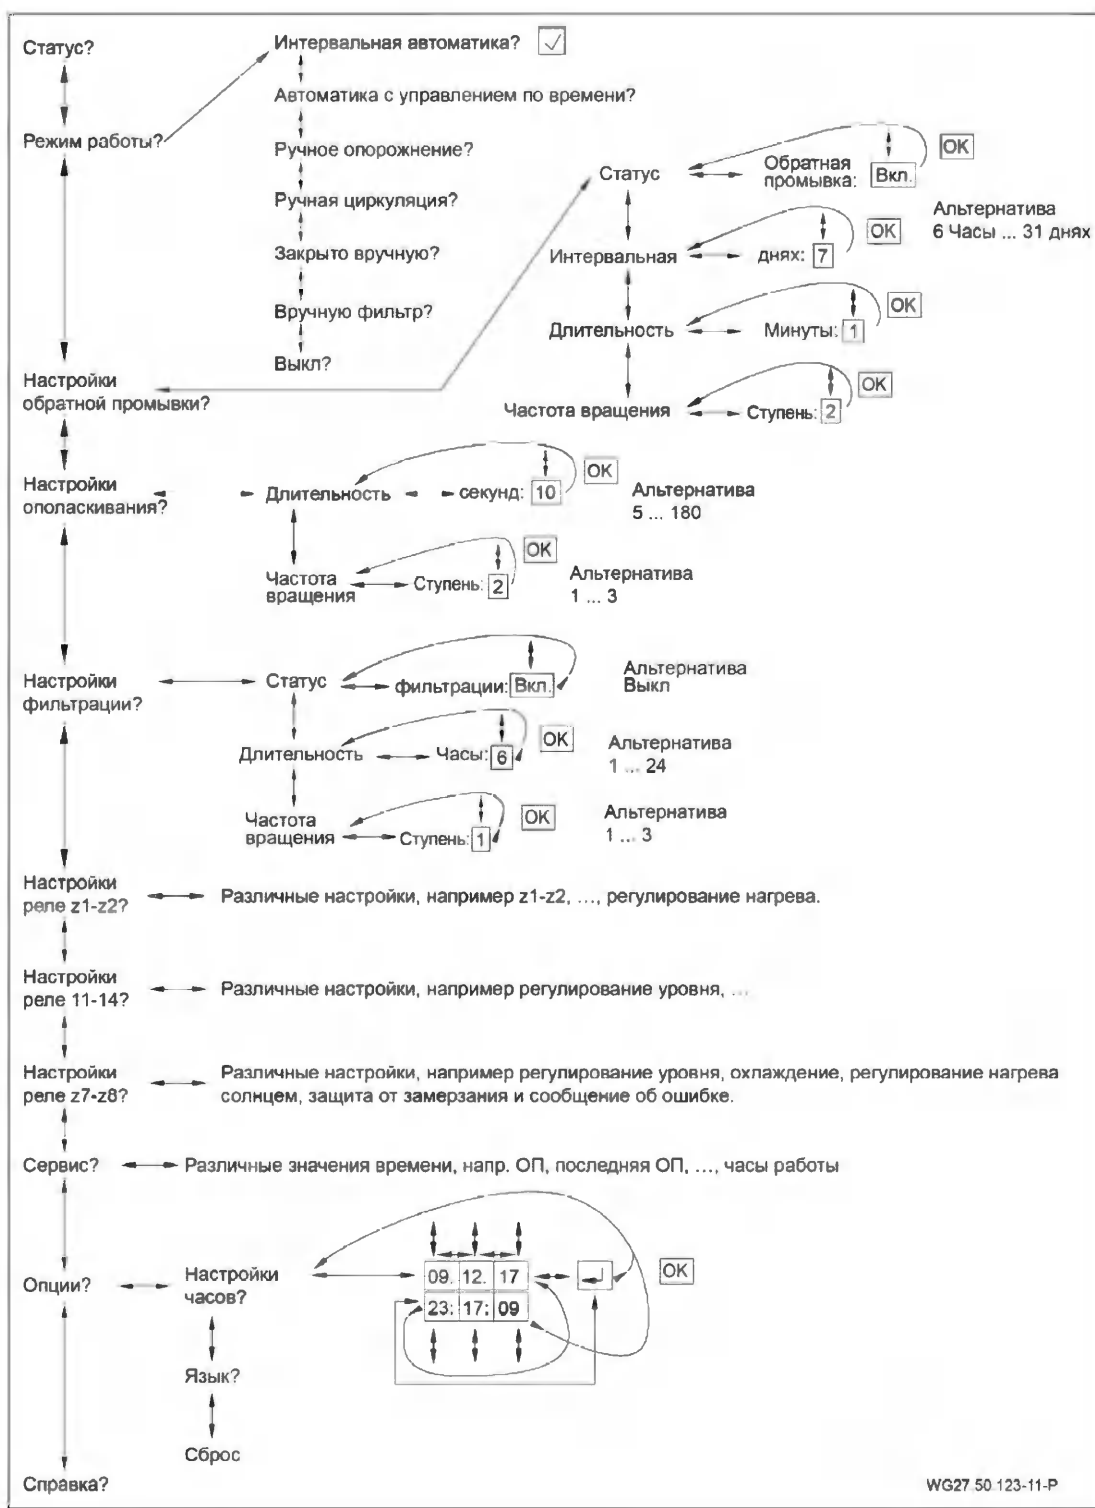 Статус?
Интервальная автоматика?
Автоматика с управлением по времени?
Режим работы?
Ручное опорожнение?
Ручная циркуляция?
Закрыто вручную?
Вручную фильтр?
Выкл?
Статус
Обратная
промывка: Вкл.
OK
Альтернатива
6 Часы ... 31 днях
Интервальная
днях: 7
OK
Длительность
Минуты: 1
OK
Частота вращения
Ступень: 2
OK
Настройки
обратной промывки?
Настройки
ополаскивания?
Длительность
секунд: 10
OK
Альтернатива
5 ... 180
Частота
вращения
Ступень: 2
OK
Альтернатива
1 ... 3
Настройки
фильтрации?
Статус
фильтрации: Вкл.
Альтернатива
Выкл
Длительность
Часы: 6
OK
Альтернатива
1 ... 24
Частота
вращения
Ступень: 1
OK
Альтернатива
1 ... 3
Настройки
реле z1-z2?
Различные настройки, например z1-z2, ..., регулирование нагрева.
Настройки
реле 11-14?
Различные настройки, например регулирование уровня, ...
Настройки
реле z7-z8?
Различные настройки, например регулирование уровня, охлаждение, регулирование нагрева
солнцем, защита от замерзания и сообщение об ошибке.
Сервис?
Различные значения времени, напр. ОП, последняя ОП, ..., часы работы
Опции?
Настройки
часов?
09. 12. 17
23: 17: 09
OK
Язык?
Сброс
Справка?
WG27.50.123-11-P